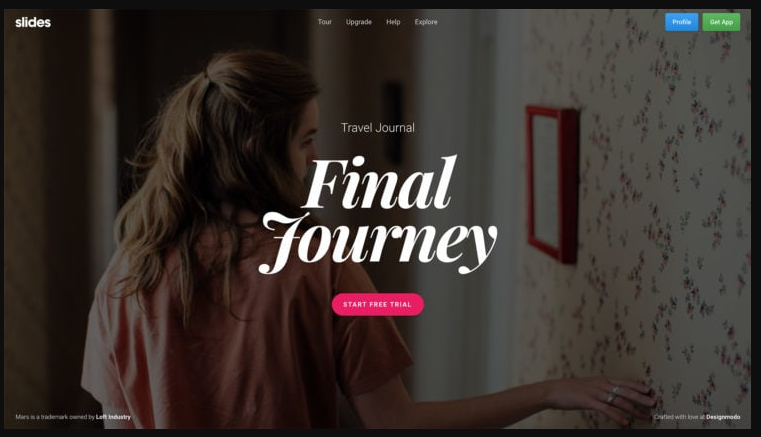 slides
Tour Upgrade Help Explore
Profile Get App
Travel Journal
Final
Journey
START FREE TRIAL
Mars is a trademark owned by Loft Industry
Crafted with love at Designmodo